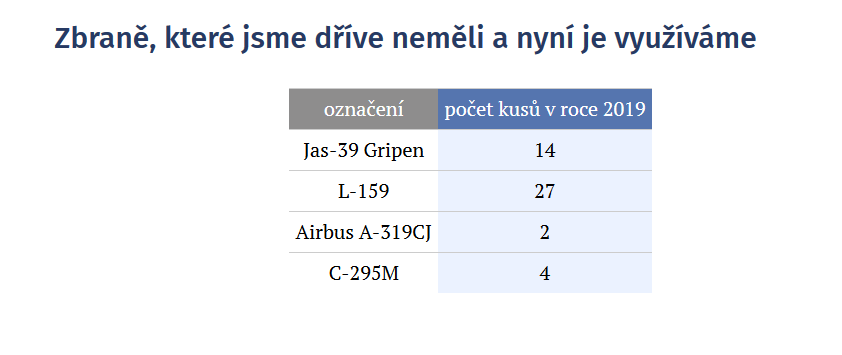 Zbraně, které jsme dříve neměli a nyní je využíváme
označení počet kusů v roce 2019
Jas-39 Gripen 14
L-159 27
Airbus A-319CJ 2
C-295M 4